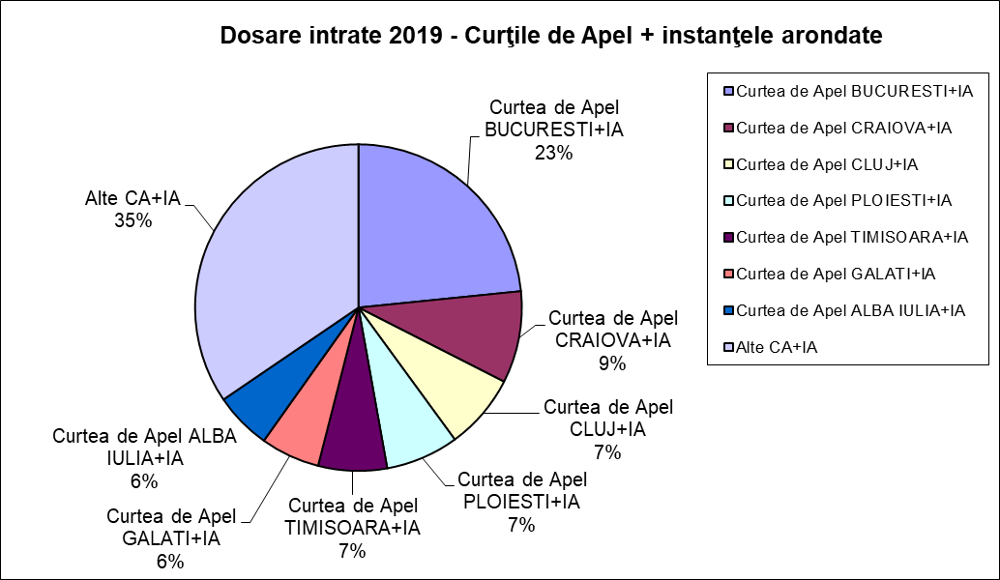 Dosare intrate 2019 - Curţile de Apel + instanţele arondate
Curtea de Apel
BUCURESTI+IA
23%
Curtea de Apel
CRAIOVA+IA
9%
Curtea de Apel
CLUJ+IA
7%
Curtea de Apel
PLOIESTI+IA
7%
Curtea de Apel
TIMISOARA+IA
7%
Curtea de Apel
GALATI+IA
6%
Curtea de Apel ALBA
IULIA+IA
6%
Alte CA+IA
35%
Curtea de Apel BUCURESTI+IA
Curtea de Apel CRAIOVA+IA
Curtea de Apel CLUJ+IA
Curtea de Apel PLOIESTI+IA
Curtea de Apel TIMISOARA+IA
Curtea de Apel GALATI+IA
Curtea de Apel ALBA IULIA+IA
Alte CA+IA